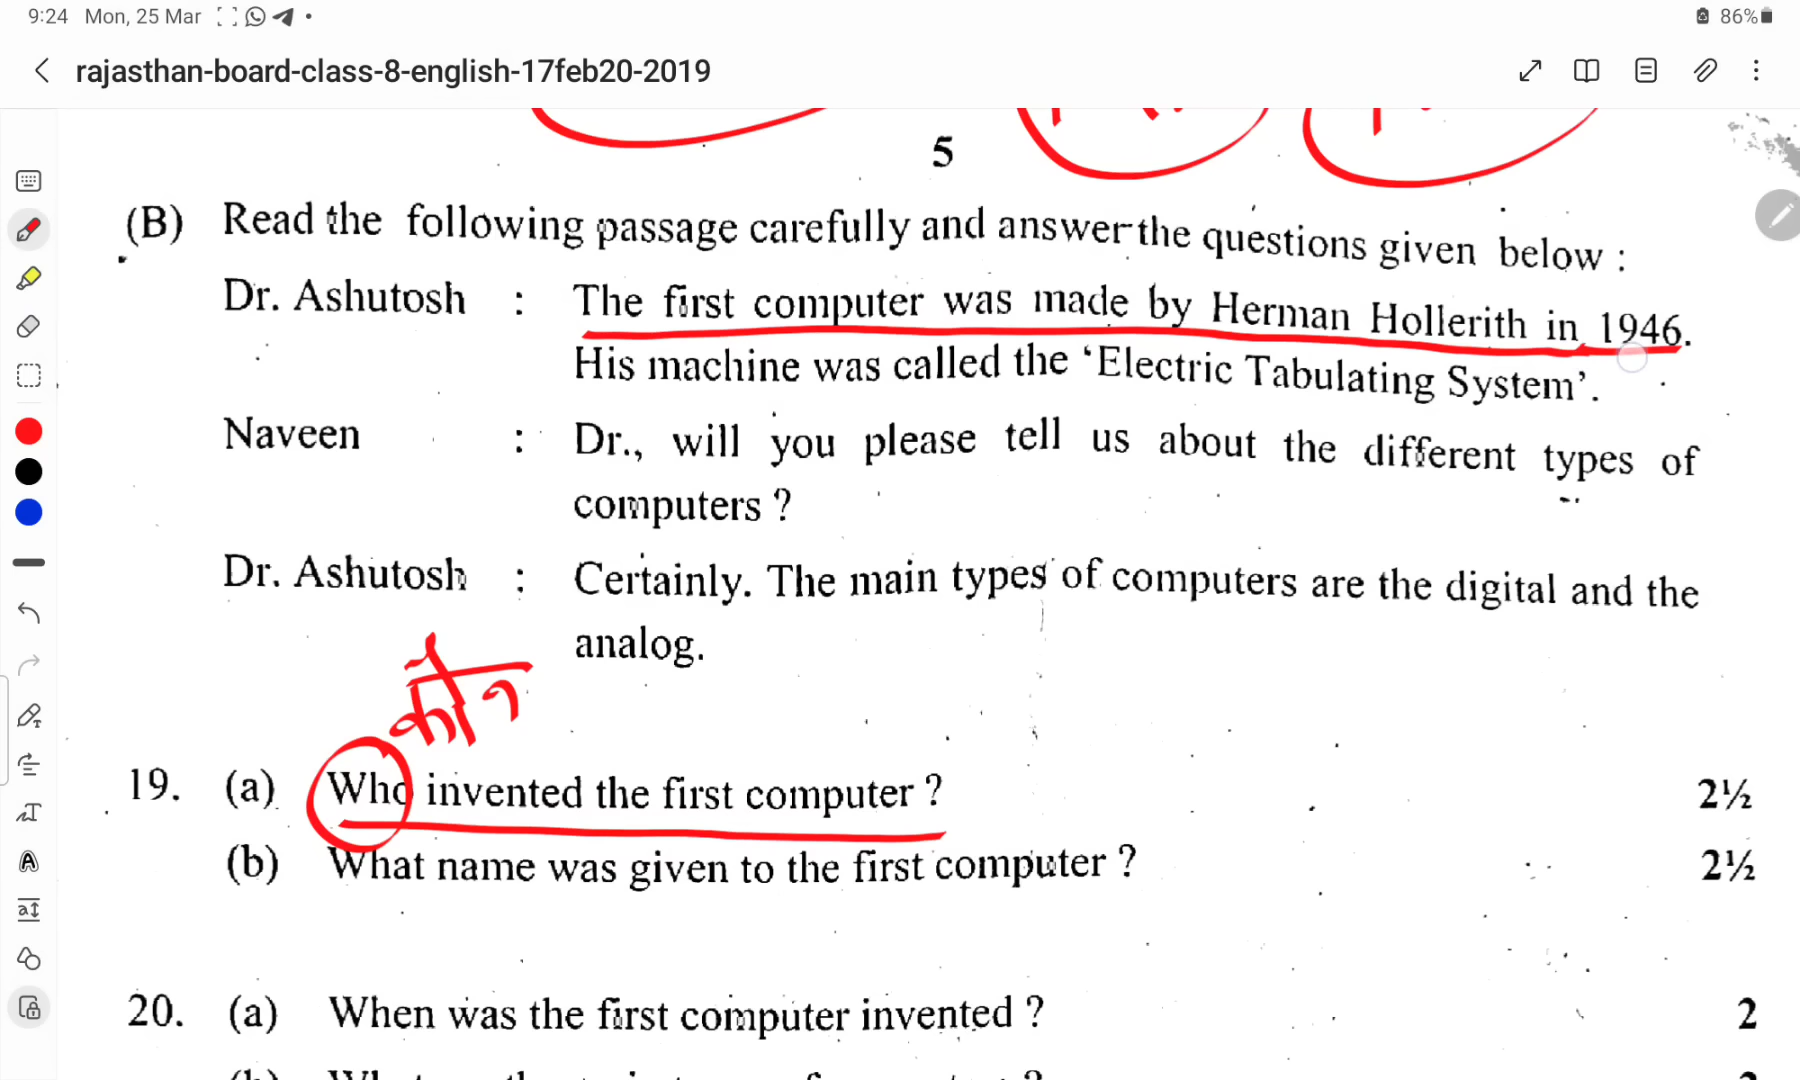 9:24 Mon, 25 Mar
86%
rajasthan-board-class-8-english-17feb20-2019
5
(B) Read the following passage carefully and answer the questions given below :
Dr. Ashutosh : The first computer was made by Herman Hollerith in 1946.
His machine was called the ‘Electric Tabulating System’.
Naveen : Dr., will you please tell us about the different types of
computers ?
Dr. Ashutosh : Certainly. The main types of computers are the digital and the
analog.
कौन
19. (a) Who invented the first computer ? 2½
(b) What name was given to the first computer ? 2½
20. (a) When was the first computer invented ? 2